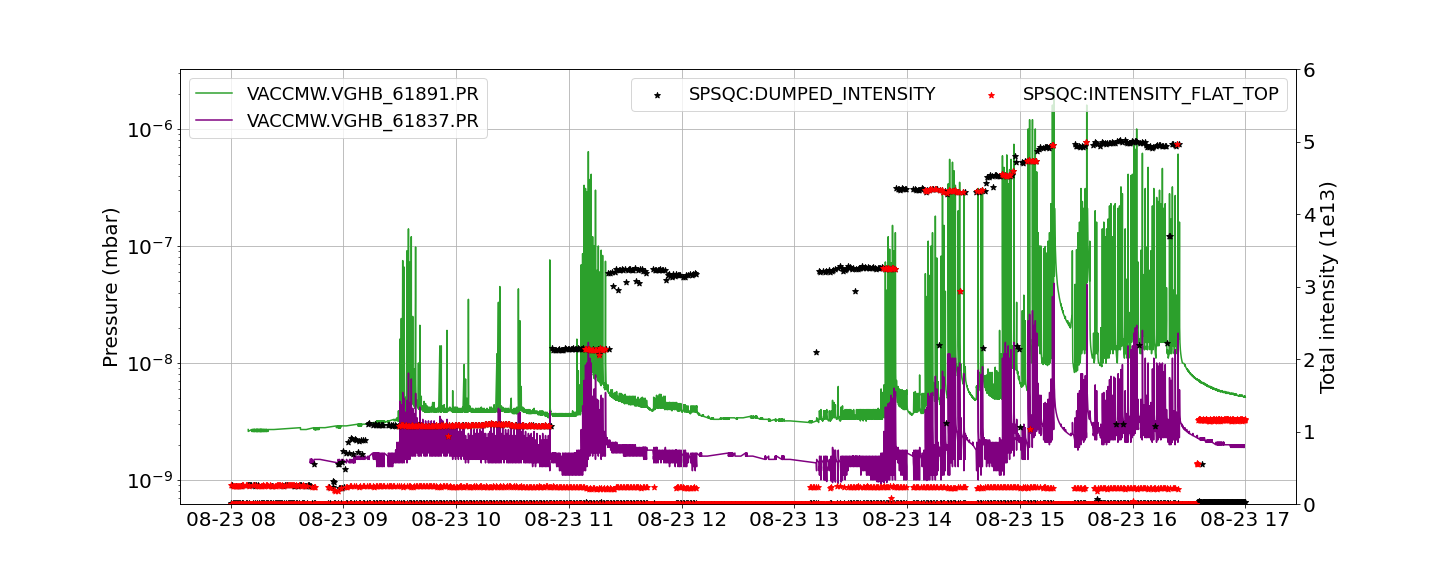 VACCMW.VGHB_61891.PR
VACCMW.VGHB_61837.PR
SPSQC:DUMPED_INTENSITY
SPSQC:INTENSITY_FLAT_TOP
Pressure (mbar)
10⁻⁶
10⁻⁷
10⁻⁸
10⁻⁹
6
5
4
3
2
1
0
Total intensity (1e13)
08-23 08 08-23 09 08-23 10 08-23 11 08-23 12 08-23 13 08-23 14 08-23 15 08-23 16 08-23 17